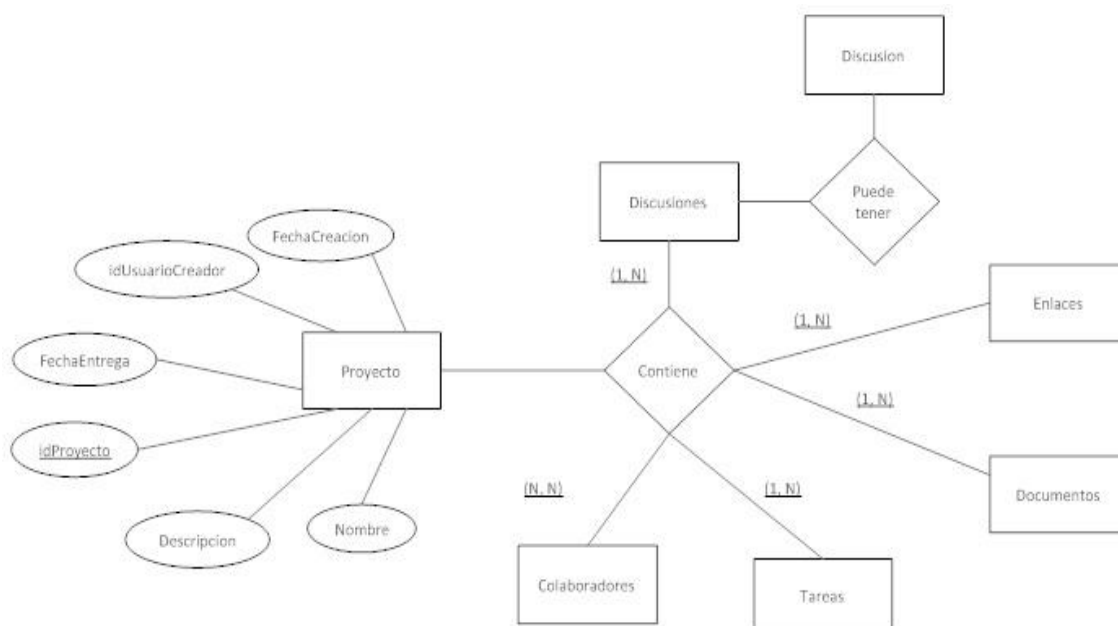 Discusion
Puede
tener
Discusiones
FechaCreacion
idUsuarioCreador
(1, N)
Enlaces
(1, N)
FechaEntrega
Proyecto
Contiene
(1, N)
idProyecto
(N, N)
(1, N)
Documentos
Nombre
Descripcion
Colaboradores
Tareas